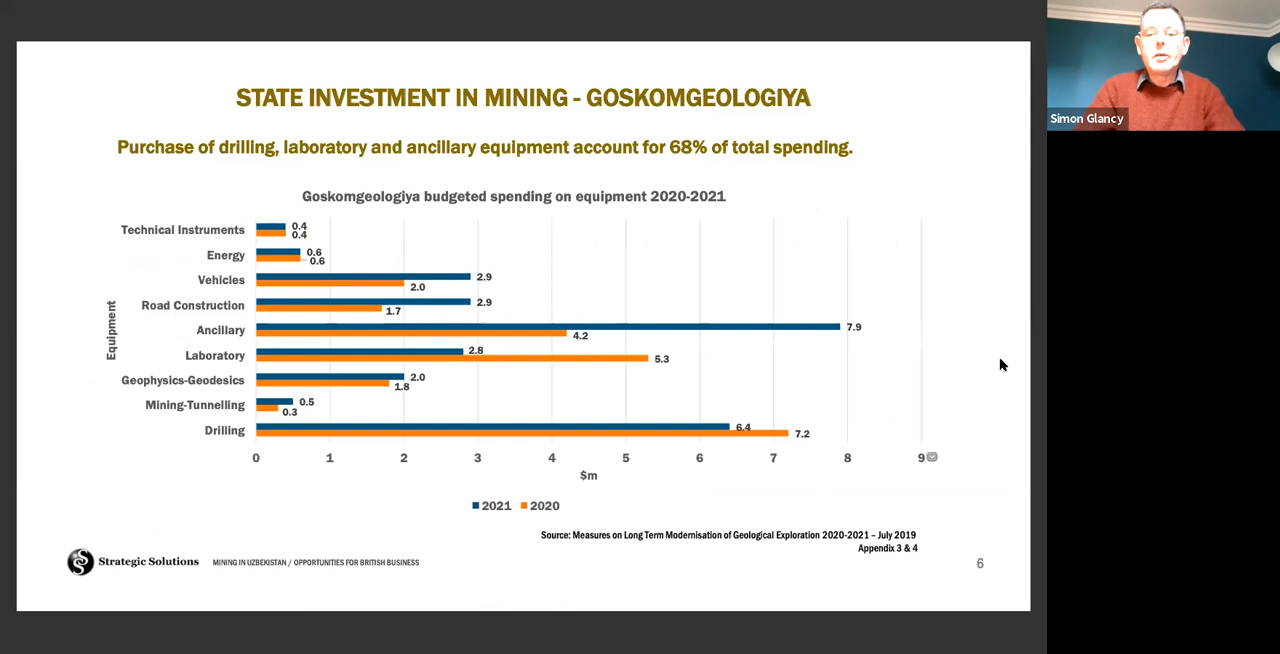 STATE INVESTMENT IN MINING - GOSKOMGEOLOGIYA
Simon Glancy
Purchase of drilling, laboratory and ancillary equipment account for 68% of total spending.
Goskomgeologiya budgeted spending on equipment 2020-2021
Equipment
Technical Instruments 0.4 0.4
Energy 0.6 0.6
Vehicles 2.9 2.0
Road Construction 2.9 1.7
Ancillary 7.9 4.2
Laboratory 2.8 5.3
Geophysics-Geodesics 2.0 1.8
Mining-Tunnelling 0.5 0.3
Drilling 6.4 7.2
0 1 2 3 4 5 6 7 8 9
$m
2021 2020
Source: Measures on Long Term Modernisation of Geological Exploration 2020-2021 – July 2019
Appendix 3 & 4
Strategic Solutions MINING IN UZBEKISTAN / OPPORTUNITIES FOR BRITISH BUSINESS 6